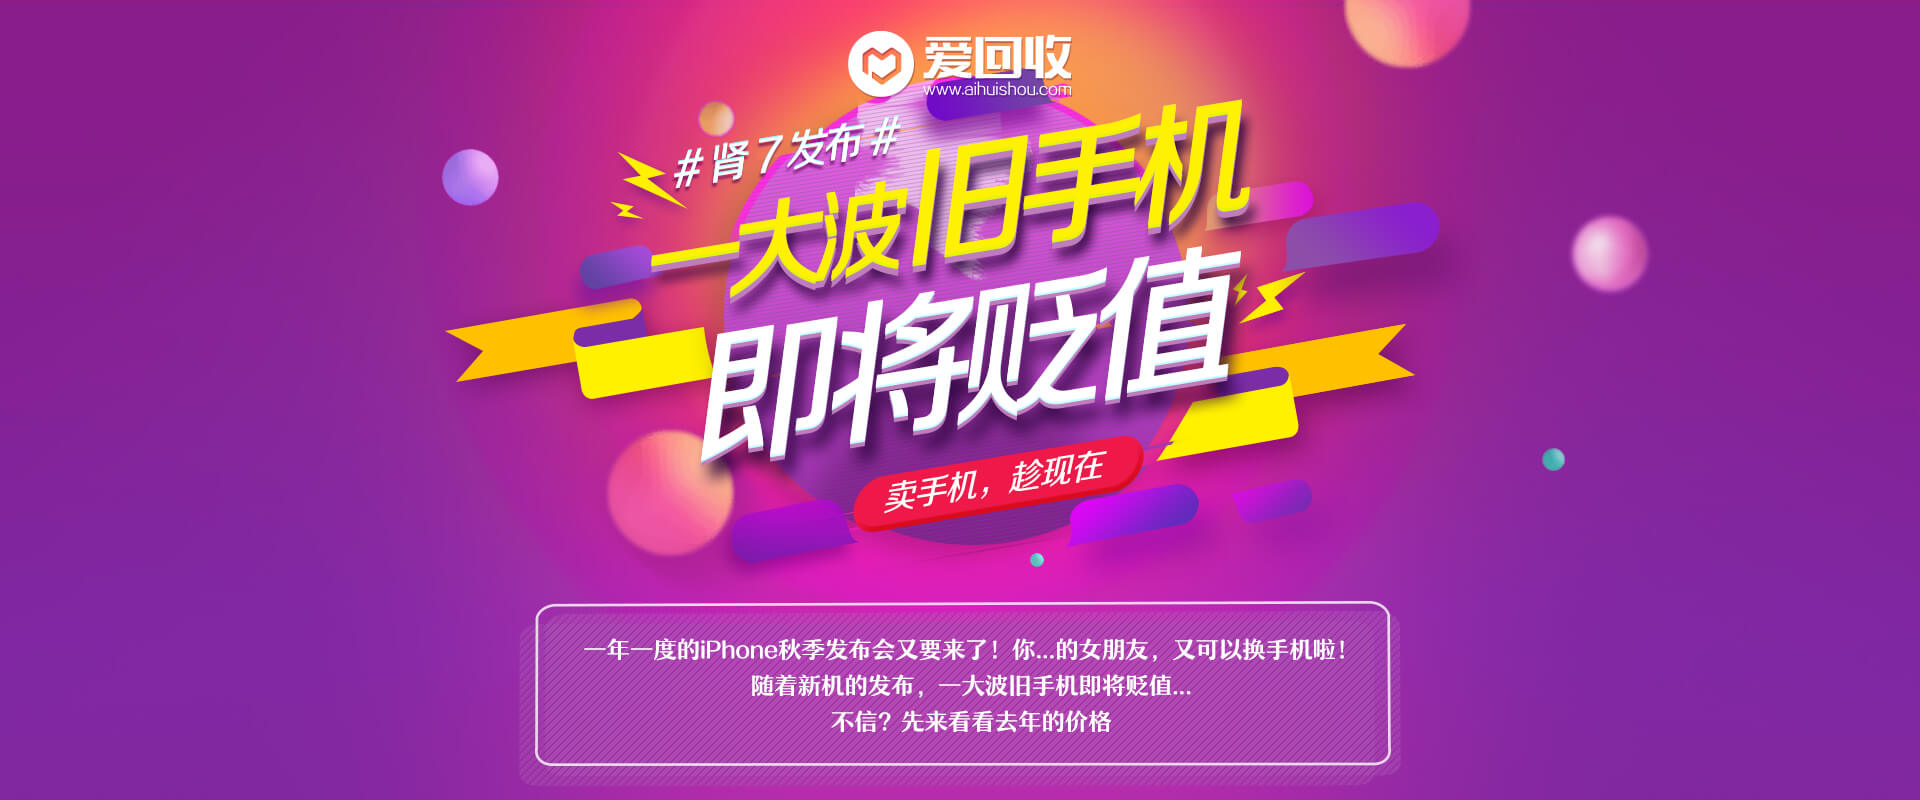 爱回收
www.aihuishou.com
#肾7发布#
一大波旧手机
即将贬值
卖手机，趁现在
一年一度的iPhone秋季发布会又要来了！你...的女朋友，又可以换手机啦！
随着新机的发布，一大波旧手机即将贬值...
不信？先来看看去年的价格